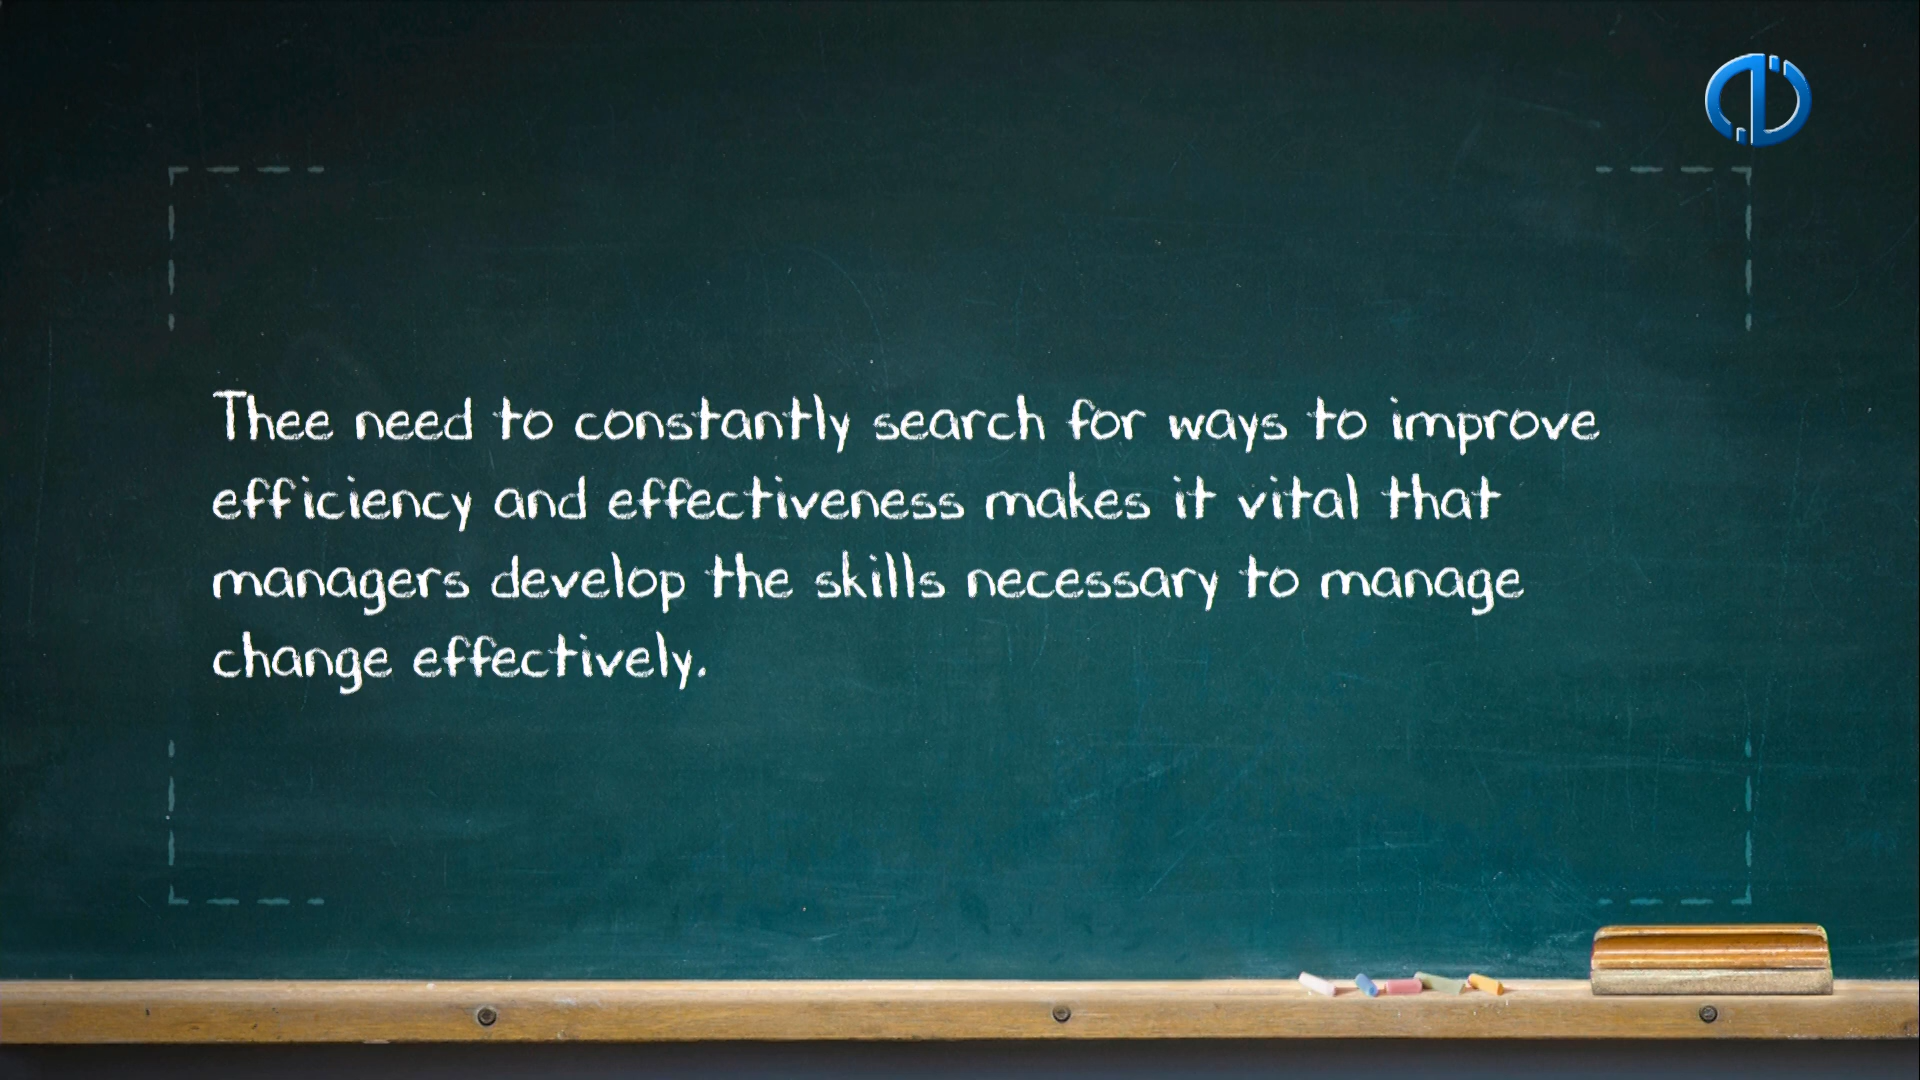 Thee need to constantly search for ways to improve
efficiency and effectiveness makes it vital that
managers develop the skills necessary to manage
change effectively.